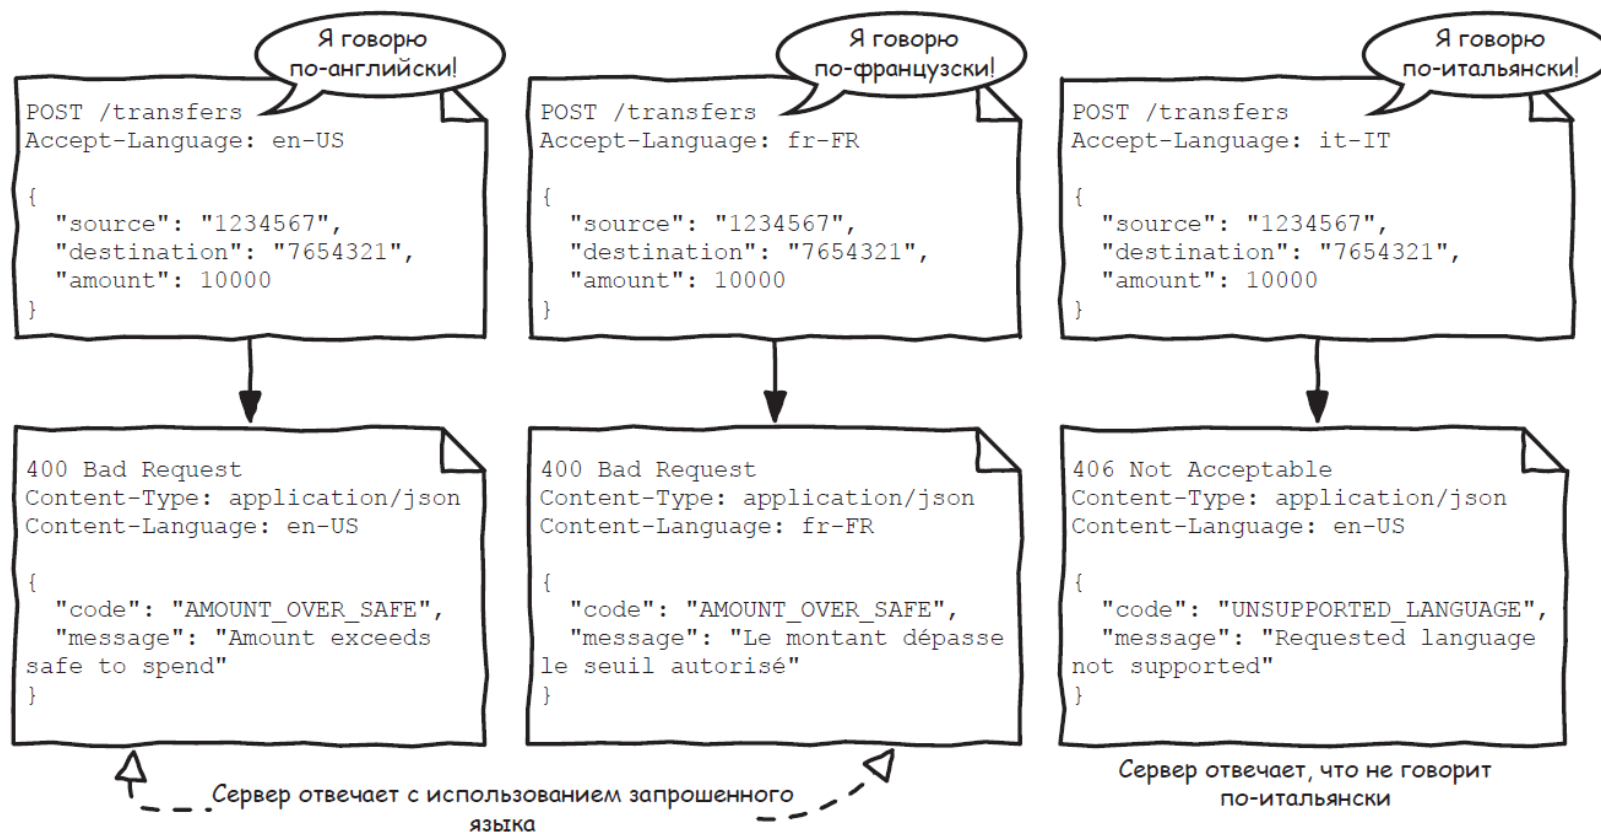 Я говорю
по-английски!
POST /transfers
Accept-Language: en-US
{
"source": "1234567",
"destination": "7654321",
"amount": 10000
}
400 Bad Request
Content-Type: application/json
Content-Language: en-US
{
"code": "AMOUNT_OVER_SAFE",
"message": "Amount exceeds
safe to spend"
}
Я говорю
по-французски!
POST /transfers
Accept-Language: fr-FR
{
"source": "1234567",
"destination": "7654321",
"amount": 10000
}
400 Bad Request
Content-Type: application/json
Content-Language: fr-FR
{
"code": "AMOUNT_OVER_SAFE",
"message": "Le montant dépasse
le seuil autorisé"
}
Сервер отвечает с использованием запрошенного
языка
Я говорю
по-итальянски!
POST /transfers
Accept-Language: it-IT
{
"source": "1234567",
"destination": "7654321",
"amount": 10000
}
406 Not Acceptable
Content-Type: application/json
Content-Language: en-US
{
"code": "UNSUPPORTED_LANGUAGE",
"message": "Requested language
not supported"
}
Сервер отвечает, что не говорит
по-итальянски